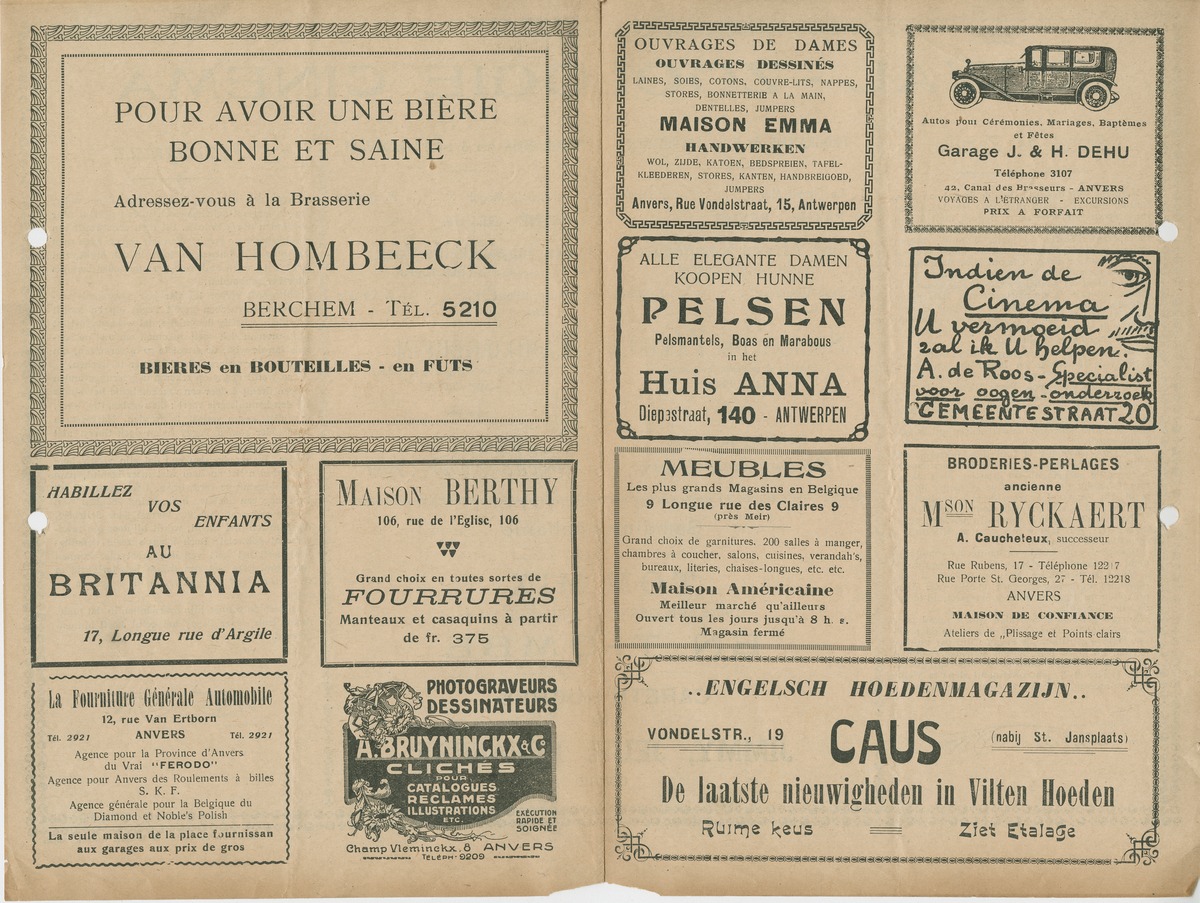 POUR AVOIR UNE BIÈRE
BONNE ET SAINE
Adressez-vous à la Brasserie
VAN HOMBEECK
BERCHEM - TÉL. 5210
BIERES en BOUTEILLES - en FÛTS
HABILLEZ
VOS
ENFANTS
AU
BRITANNIA
17, Longue rue d'Argile
MAISON BERTHY
106, rue de l'Eglise, 106
Grand choix en toutes sortes de
FOURRURES
Manteaux et casaquins à partir
de fr. 375
La Fourniture Générale Automobile
12, rue Van Ertborn
Tél. 2921 ANVERS Tél. 2921
Agence pour la Province d'Anvers
du Vrai "FERODO"
Agence pour Anvers des Roulements à billes
S. K. F.
Agence générale pour la Belgique du
Diamond et Noble's Polish
La seule maison de la place fournissan
aux garages aux prix de gros
PHOTOGRAVEURS
DESSINATEURS
A. BRUYNINCKX & Co
CLICHÉS
POUR
CATALOGUES
RECLAMES
ILLUSTRATIONS
ETC.
EXÉCUTION
RAPIDE ET
SOIGNÉE
Champ Vleminckx. 8 ANVERS
TÉLÉPH-9209
OUVRAGES DE DAMES
OUVRAGES DESSINÉS
LAINES, SOIES, COTONS. COUVRE-LITS, NAPPES,
STORES, BONNETTERIE A LA MAIN,
DENTELLES, JUMPERS
MAISON EMMA
HANDWERKEN
WOL, ZIJDE, KATOEN, BEDSPREIEN, TAFEL-
KLEEDEREN, STORES, KANTEN, HANDBREIGOED,
JUMPERS
Anvers, Rue Vondelstraat, 15, Antwerpen
Autos pour Cérémonies, Mariages, Baptèmes
et Fêtes
Garage J. & H. DEHU
Téléphone 3107
42, Canal des Brasseurs - ANVERS
VOYAGES A L'ÉTRANGER - EXCURSIONS
PRIX A FORFAIT
ALLE ELEGANTE DAMEN
KOOPEN HUNNE
PELSEN
Pelsmantels, Boas en Marabous
in het
Huis ANNA
Diepestraat, 140 - ANTWERPEN
Indien de
Cinema
U vermoeid
zal ik U helpen.
A. de Roos - Specialist
voor oogen-onderzoek
GEMEENTESTRAAT 20
MEUBLES
Les plus grands Magasins en Belgique
9 Longue rue des Claires 9
(près Meir)
Grand choix de garnitures. 200 salles à manger,
chambres à coucher, salons, cuisines, verandah's,
bureaux, literies, chaises-longues, etc. etc.
Maison Américaine
Meilleur marché qu'ailleurs
Ouvert tous les jours jusqu'à 8 h. s.
Magasin fermé
BRODERIES-PERLAGES
ancienne
MSON RYCKAERT
A. Caucheteux, successeur
Rue Rubens, 17 - Téléphone 122 7
Rue Porte St. Georges, 27 - Tél. 12218
ANVERS
MAISON DE CONFIANCE
Ateliers de „Plissage et Points clairs
..ENGELSCH HOEDENMAGAZIJN..
VONDELSTR., 19 CAUS (nabij St. Jansplaats)
De laatste nieuwigheden in Vilten Hoeden
Ruime keus = Ziet Etalage